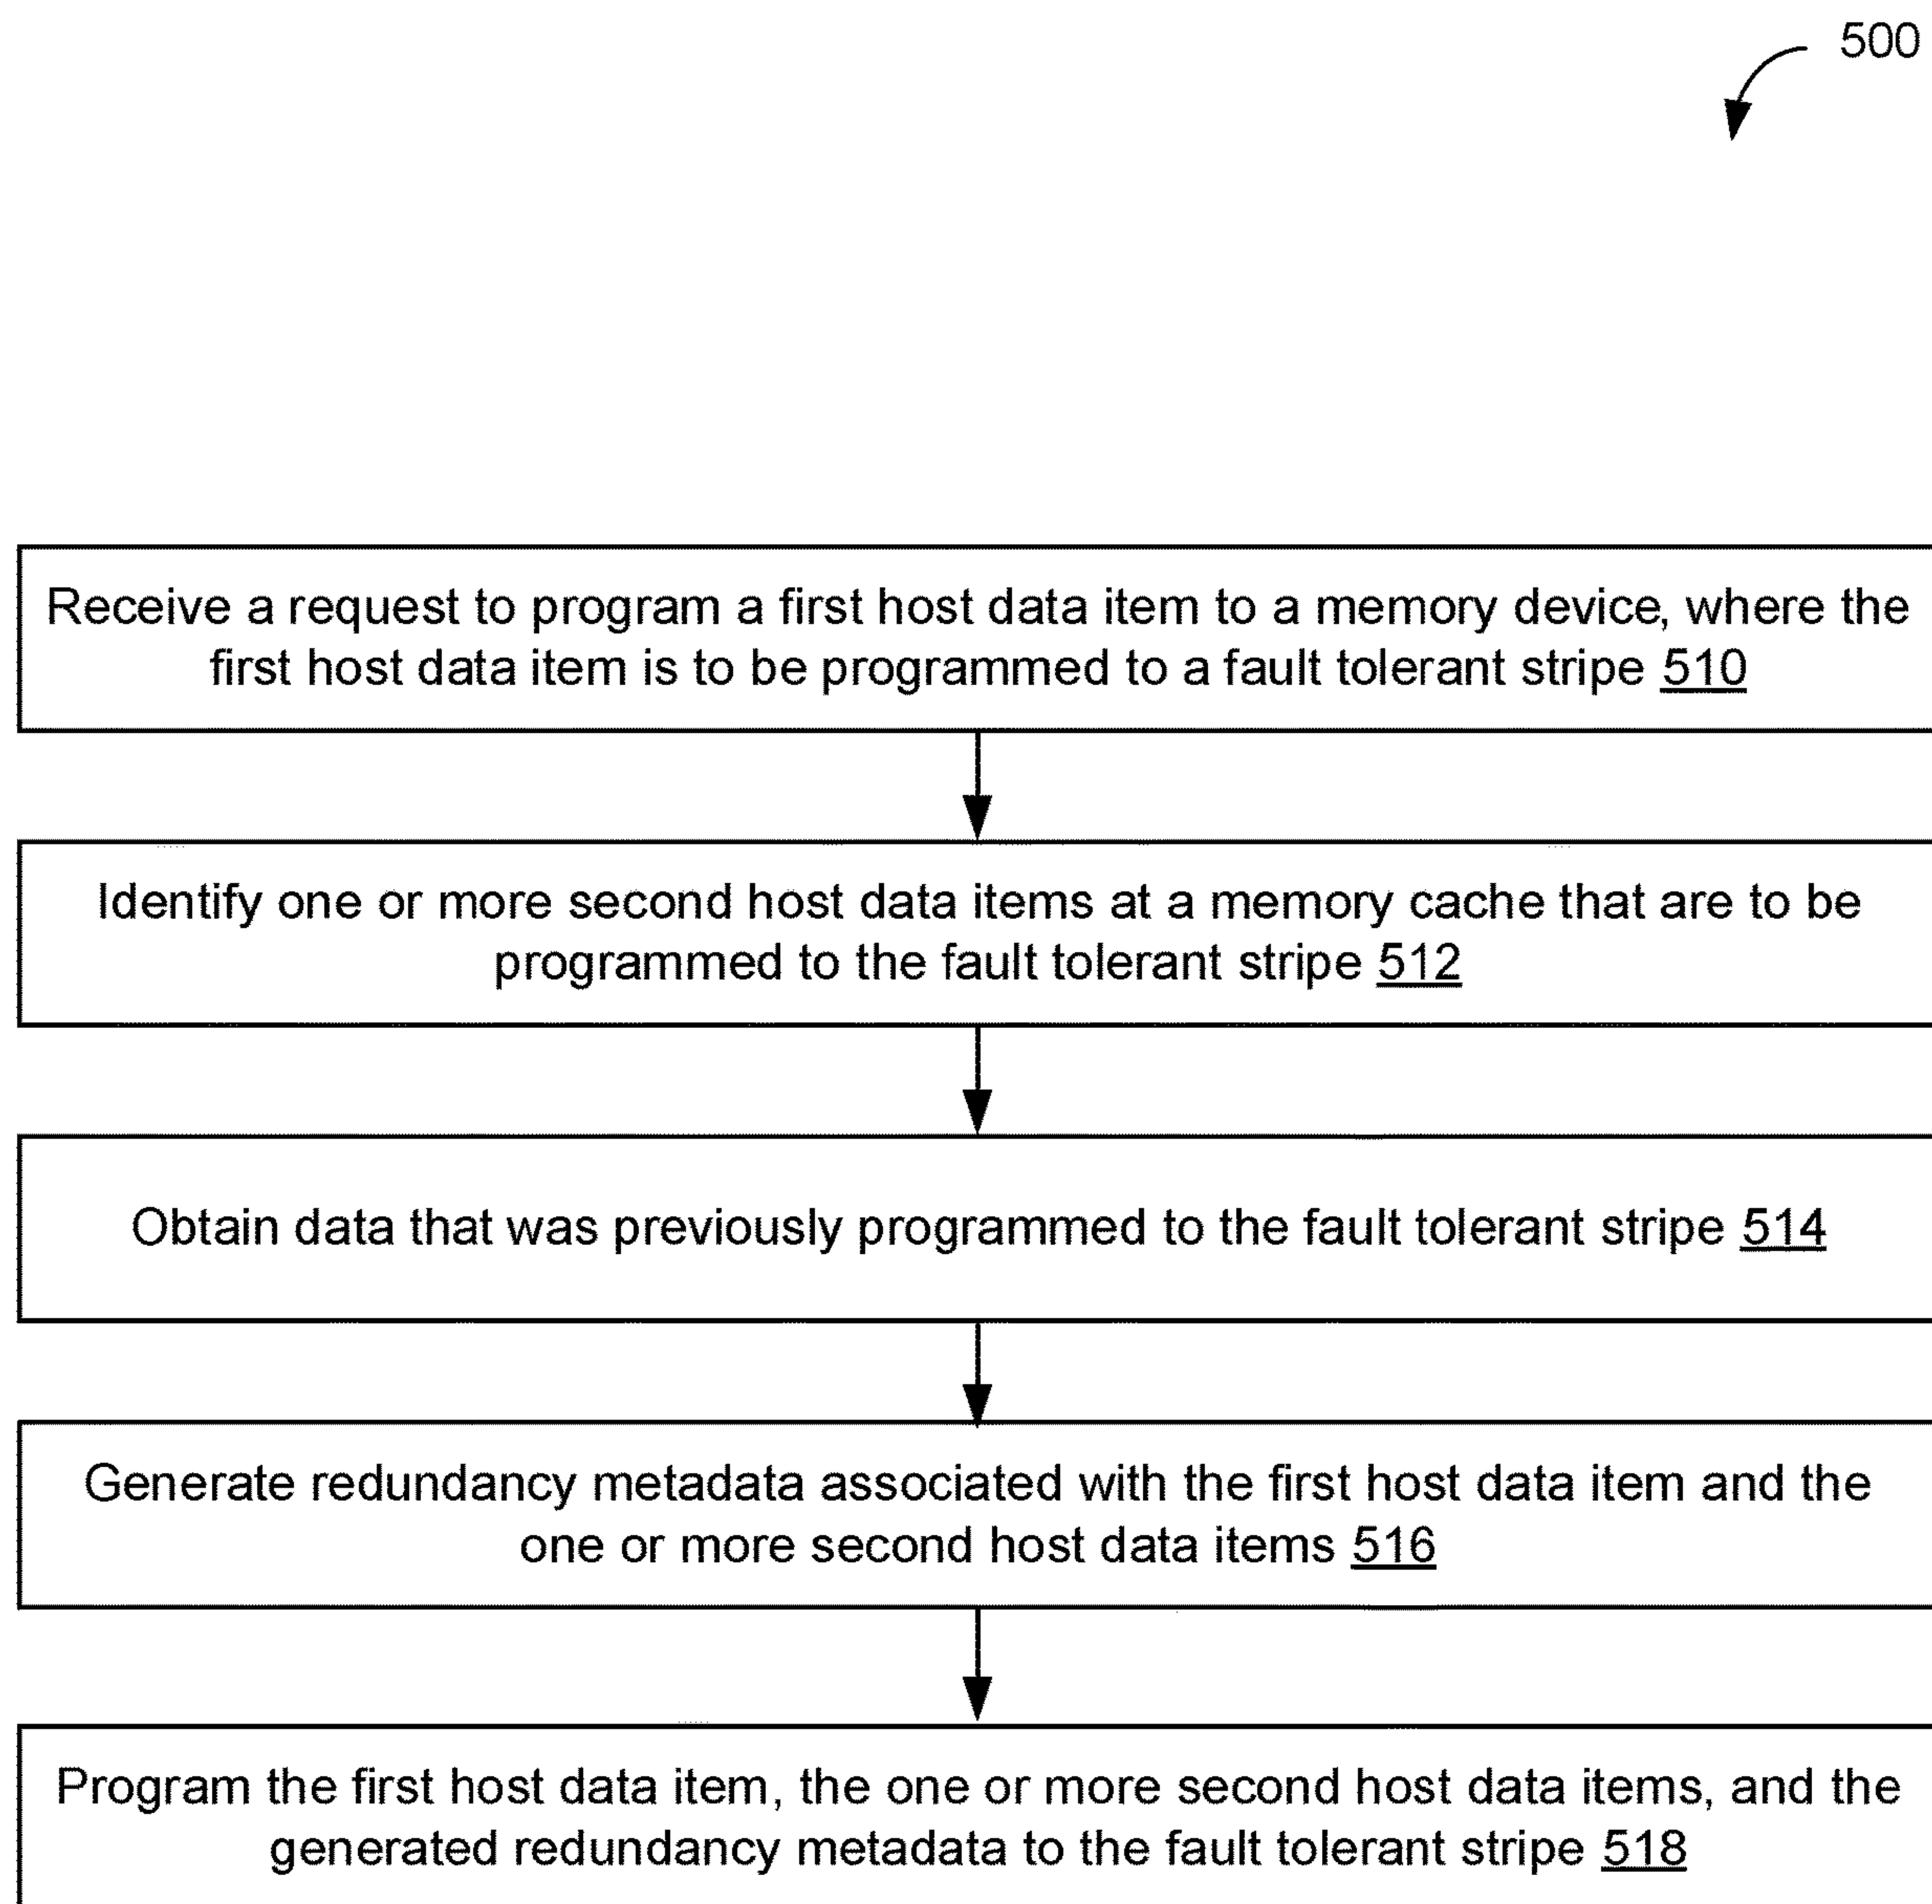 500
Receive a request to program a first host data item to a memory device, where the
first host data item is to be programmed to a fault tolerant stripe 510
Identify one or more second host data items at a memory cache that are to be
programmed to the fault tolerant stripe 512
Obtain data that was previously programmed to the fault tolerant stripe 514
Generate redundancy metadata associated with the first host data item and the
one or more second host data items 516
Program the first host data item, the one or more second host data items, and the
generated redundancy metadata to the fault tolerant stripe 518